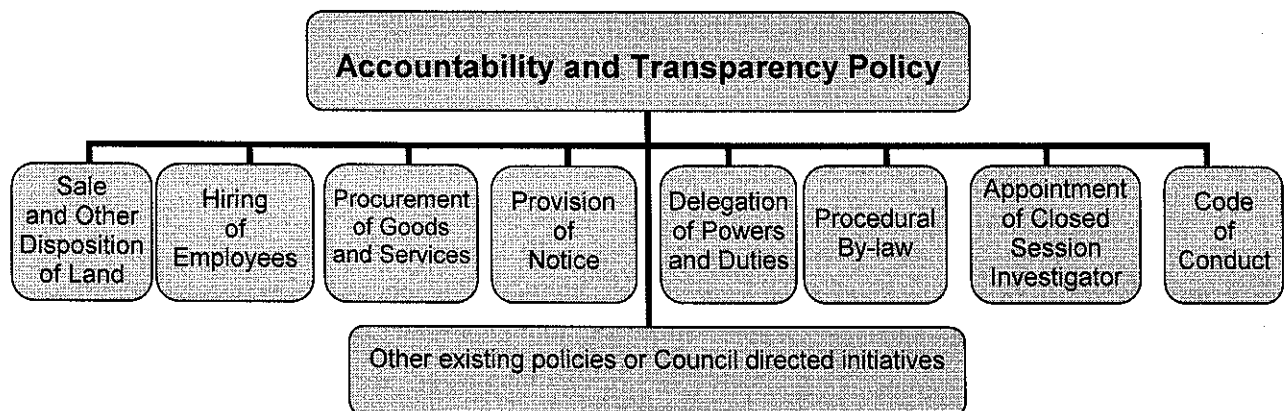 Accountability and Transparency Policy
Sale
and Other
Disposition
of Land
Hiring
of
Employees
Procurement
of Goods
and Services
Provision
of
Notice
Delegation
of Powers
and Duties
Procedural
By-law
Appointment
of Closed
Session
Investigator
Code
of
Conduct
Other existing policies or Council directed initiatives